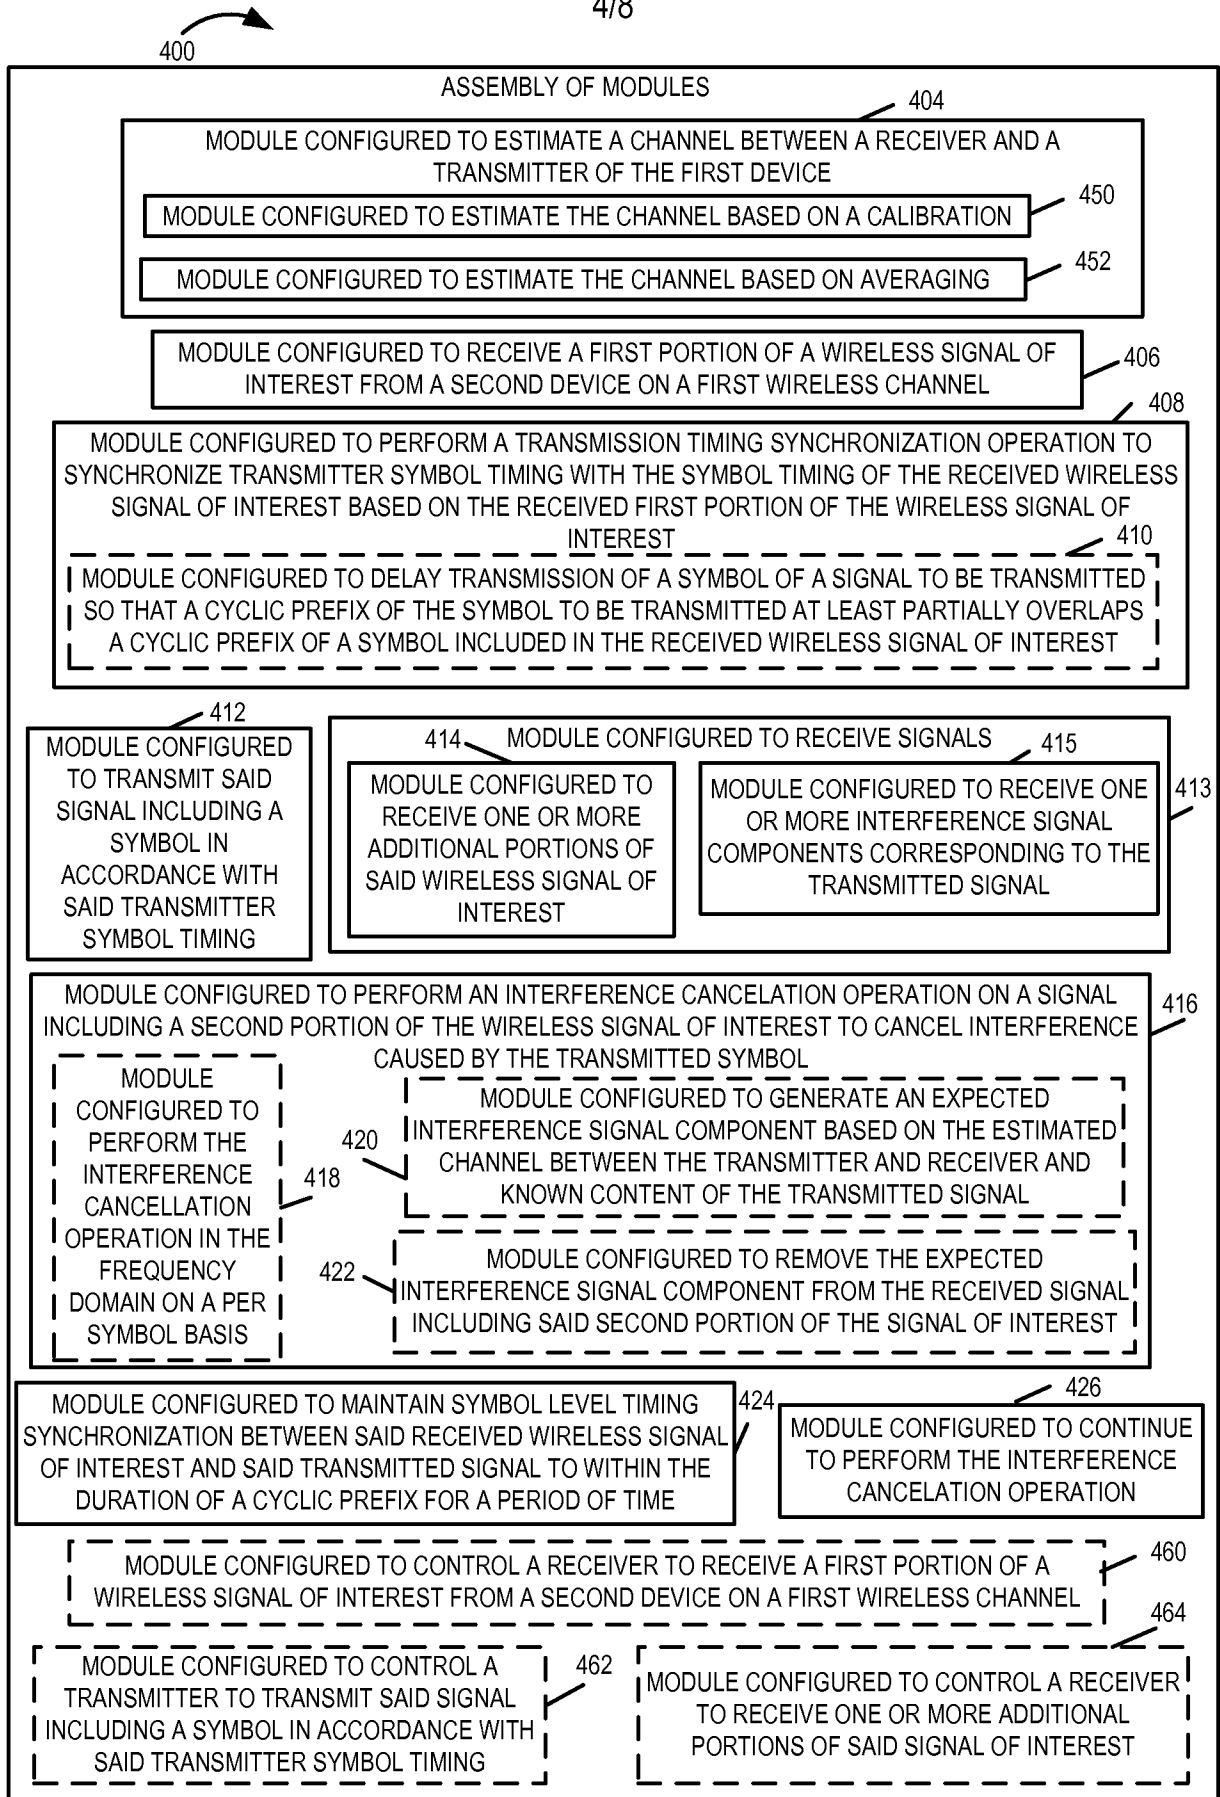 4/8
400
ASSEMBLY OF MODULES
404
MODULE CONFIGURED TO ESTIMATE A CHANNEL BETWEEN A RECEIVER AND A
TRANSMITTER OF THE FIRST DEVICE
450
MODULE CONFIGURED TO ESTIMATE THE CHANNEL BASED ON A CALIBRATION
452
MODULE CONFIGURED TO ESTIMATE THE CHANNEL BASED ON AVERAGING
MODULE CONFIGURED TO RECEIVE A FIRST PORTION OF A WIRELESS SIGNAL OF
INTEREST FROM A SECOND DEVICE ON A FIRST WIRELESS CHANNEL
406
408
MODULE CONFIGURED TO PERFORM A TRANSMISSION TIMING SYNCHRONIZATION OPERATION TO
SYNCHRONIZE TRANSMITTER SYMBOL TIMING WITH THE SYMBOL TIMING OF THE RECEIVED WIRELESS
SIGNAL OF INTEREST BASED ON THE RECEIVED FIRST PORTION OF THE WIRELESS SIGNAL OF
INTEREST
410
MODULE CONFIGURED TO DELAY TRANSMISSION OF A SYMBOL OF A SIGNAL TO BE TRANSMITTED
SO THAT A CYCLIC PREFIX OF THE SYMBOL TO BE TRANSMITTED AT LEAST PARTIALLY OVERLAPS
A CYCLIC PREFIX OF A SYMBOL INCLUDED IN THE RECEIVED WIRELESS SIGNAL OF INTEREST
412
MODULE CONFIGURED
TO TRANSMIT SAID
SIGNAL INCLUDING A
SYMBOL IN
ACCORDANCE WITH
SAID TRANSMITTER
SYMBOL TIMING
MODULE CONFIGURED TO RECEIVE SIGNALS
413
414
MODULE CONFIGURED TO
RECEIVE ONE OR MORE
ADDITIONAL PORTIONS OF
SAID WIRELESS SIGNAL OF
INTEREST
415
MODULE CONFIGURED TO RECEIVE ONE
OR MORE INTERFERENCE SIGNAL
COMPONENTS CORRESPONDING TO THE
TRANSMITTED SIGNAL
MODULE CONFIGURED TO PERFORM AN INTERFERENCE CANCELATION OPERATION ON A SIGNAL
INCLUDING A SECOND PORTION OF THE WIRELESS SIGNAL OF INTEREST TO CANCEL INTERFERENCE
CAUSED BY THE TRANSMITTED SYMBOL
416
MODULE
CONFIGURED TO
PERFORM THE
INTERFERENCE
CANCELLATION
OPERATION IN THE
FREQUENCY
DOMAIN ON A PER
SYMBOL BASIS
418
420
MODULE CONFIGURED TO GENERATE AN EXPECTED
INTERFERENCE SIGNAL COMPONENT BASED ON THE ESTIMATED
CHANNEL BETWEEN THE TRANSMITTER AND RECEIVER AND
KNOWN CONTENT OF THE TRANSMITTED SIGNAL
422
MODULE CONFIGURED TO REMOVE THE EXPECTED
INTERFERENCE SIGNAL COMPONENT FROM THE RECEIVED SIGNAL
INCLUDING SAID SECOND PORTION OF THE SIGNAL OF INTEREST
MODULE CONFIGURED TO MAINTAIN SYMBOL LEVEL TIMING
SYNCHRONIZATION BETWEEN SAID RECEIVED WIRELESS SIGNAL
OF INTEREST AND SAID TRANSMITTED SIGNAL TO WITHIN THE
DURATION OF A CYCLIC PREFIX FOR A PERIOD OF TIME
424
426
MODULE CONFIGURED TO CONTINUE
TO PERFORM THE INTERFERENCE
CANCELATION OPERATION
MODULE CONFIGURED TO CONTROL A RECEIVER TO RECEIVE A FIRST PORTION OF A
WIRELESS SIGNAL OF INTEREST FROM A SECOND DEVICE ON A FIRST WIRELESS CHANNEL
460
MODULE CONFIGURED TO CONTROL A
TRANSMITTER TO TRANSMIT SAID SIGNAL
INCLUDING A SYMBOL IN ACCORDANCE WITH
SAID TRANSMITTER SYMBOL TIMING
462
464
MODULE CONFIGURED TO CONTROL A RECEIVER
TO RECEIVE ONE OR MORE ADDITIONAL
PORTIONS OF SAID SIGNAL OF INTEREST